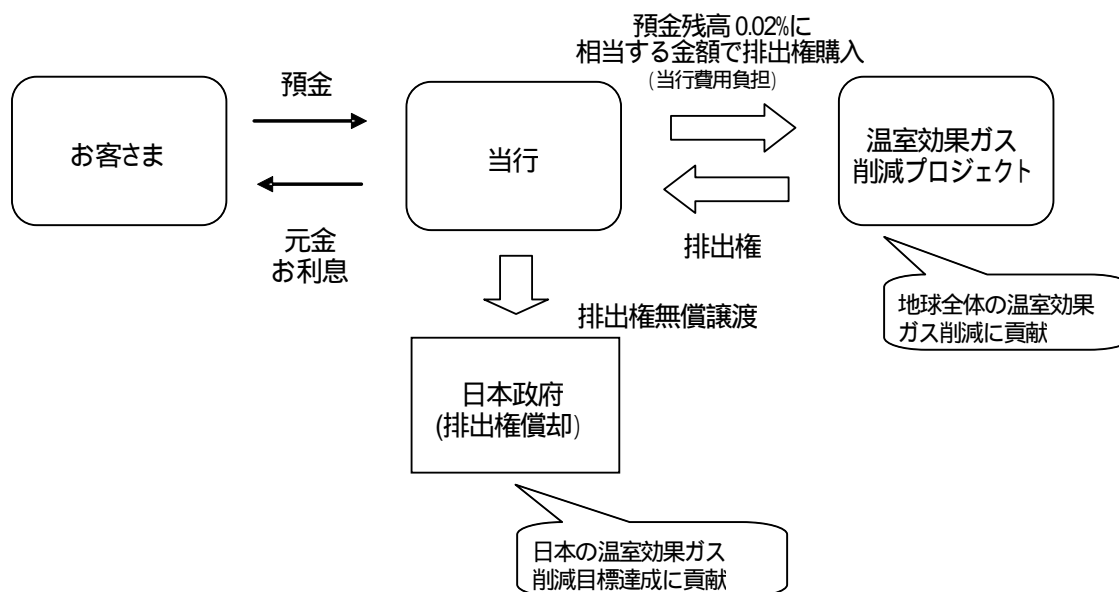 預金残高 0.02%に
相当する金額で排出権購入
(当行費用負担)
預金
お客さま
当行
温室効果ガス
削減プロジェクト
元金
お利息
排出権
排出権無償譲渡
地球全体の温室効果
ガス削減に貢献
日本政府
(排出権償却)
日本の温室効果ガス
削減目標達成に貢献